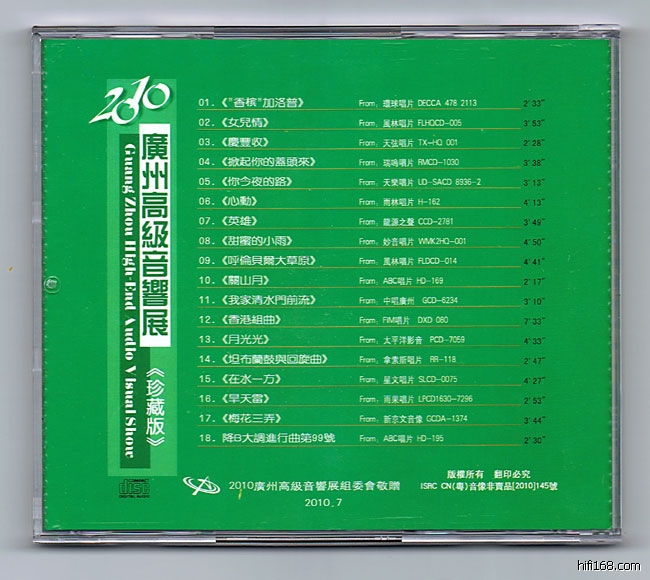 2010
廣州高級音響展
GuangZhou High-End Audio Visual Show
《珍藏版》
01.《"香檳"加洛普》 From, 環球唱片 DECCA 478 2113 2'33"
02.《女兒情》 From, 風林唱片 FLHQCD-005 3'53"
03.《慶豐收》 From, 天弦唱片 TX-HQ 001 2'28"
04.《掀起你的蓋頭來》 From, 瑞鳴唱片 RMCD-1030 3'38"
05.《你今夜的路》 From, 天樂唱片 UD-SACD 8936-2 3'13"
06.《心動》 From, 雨林唱片 H-162 4'13"
07.《英雄》 From, 龍源之聲 CCD-2781 3'49"
08.《甜蜜的小雨》 From, 妙音唱片 WMK2HQ-001 4'50"
09.《呼倫貝爾大草原》 From, 風林唱片 FLDCD-014 4'41"
10.《關山月》 From, ABC唱片 HD-169 2'17"
11.《我家清水門前流》 From, 中唱廣州 GCD-6234 3'10"
12.《香港組曲》 From, FIM唱片 DXD 080 7'33"
13.《月光光》 From, 太平洋影音 PCD-7059 4'33"
14.《坦布蘭鼓與回旋曲》 From, 拿雲斯唱片 RR-118 2'47"
15.《在水一方》 From, 星文唱片 SLCD-0075 4'27"
16.《旱天雷》 From, 雨果唱片 LPCD1630-7296 2'53"
17.《梅花三弄》 From, 新京文音像 GCDA-1374 3'44"
18. 降B大調進行曲第99號 From, ABC唱片 HD-195 2'30"
COMPACT
disc
DIGITAL AUDIO
2010廣州高級音響展組委會敬贈
2010.7
版權所有 翻印必究
ISRC CN(粵)音像非賣品[2010]145號
hifi168.com